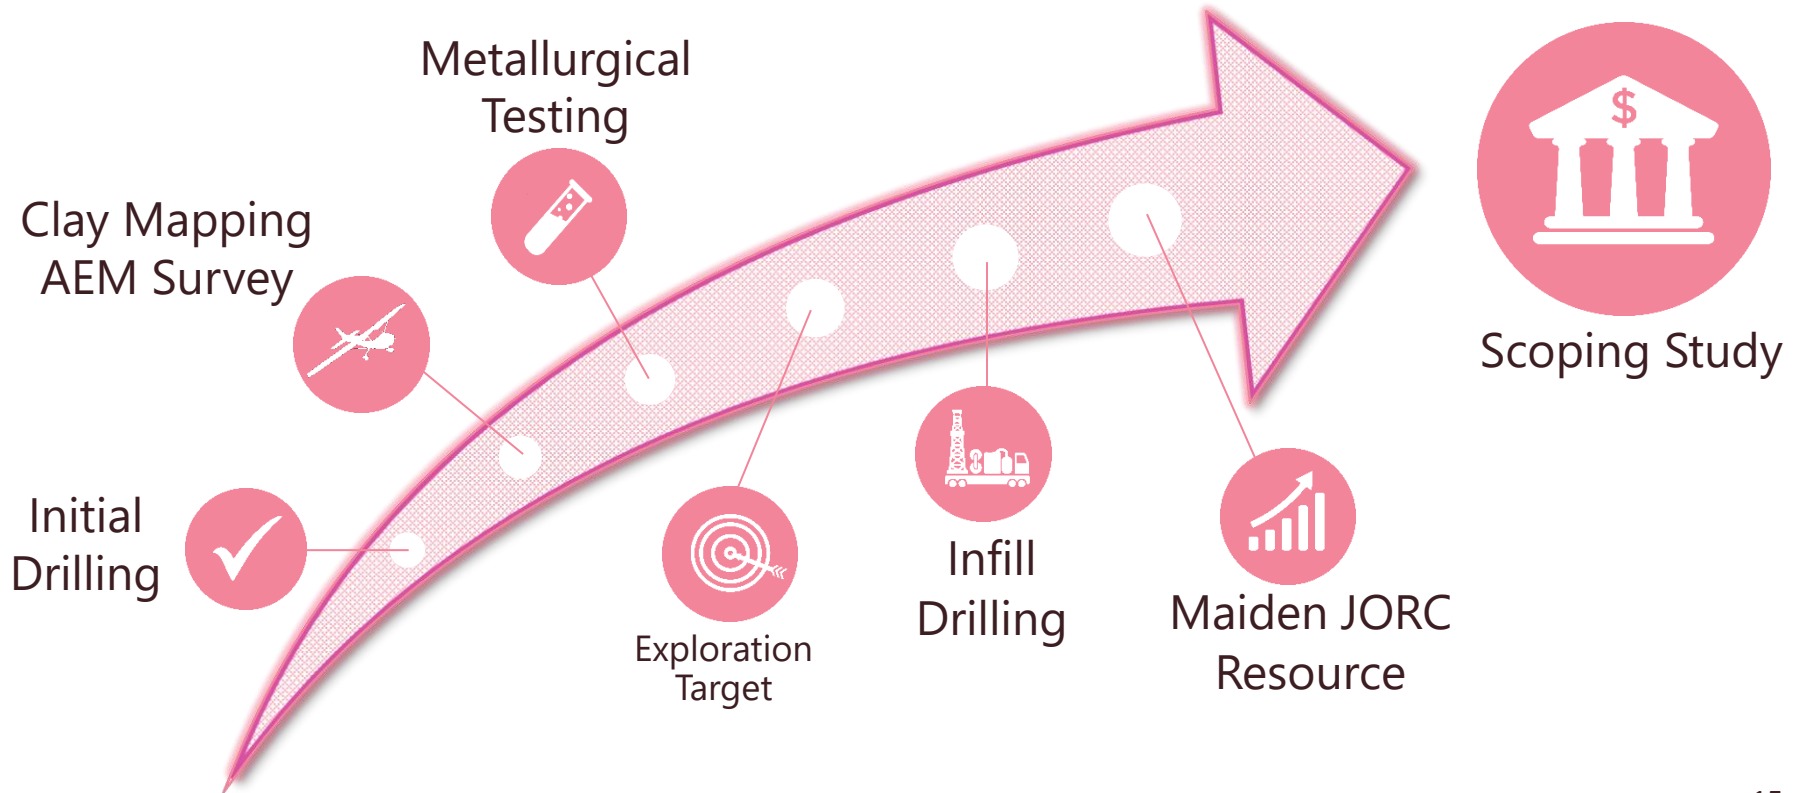 Metallurgical
Testing
Clay Mapping
AEM Survey
Initial
Drilling
Exploration
Target
Infill
Drilling
Maiden JORC
Resource
$
Scoping Study